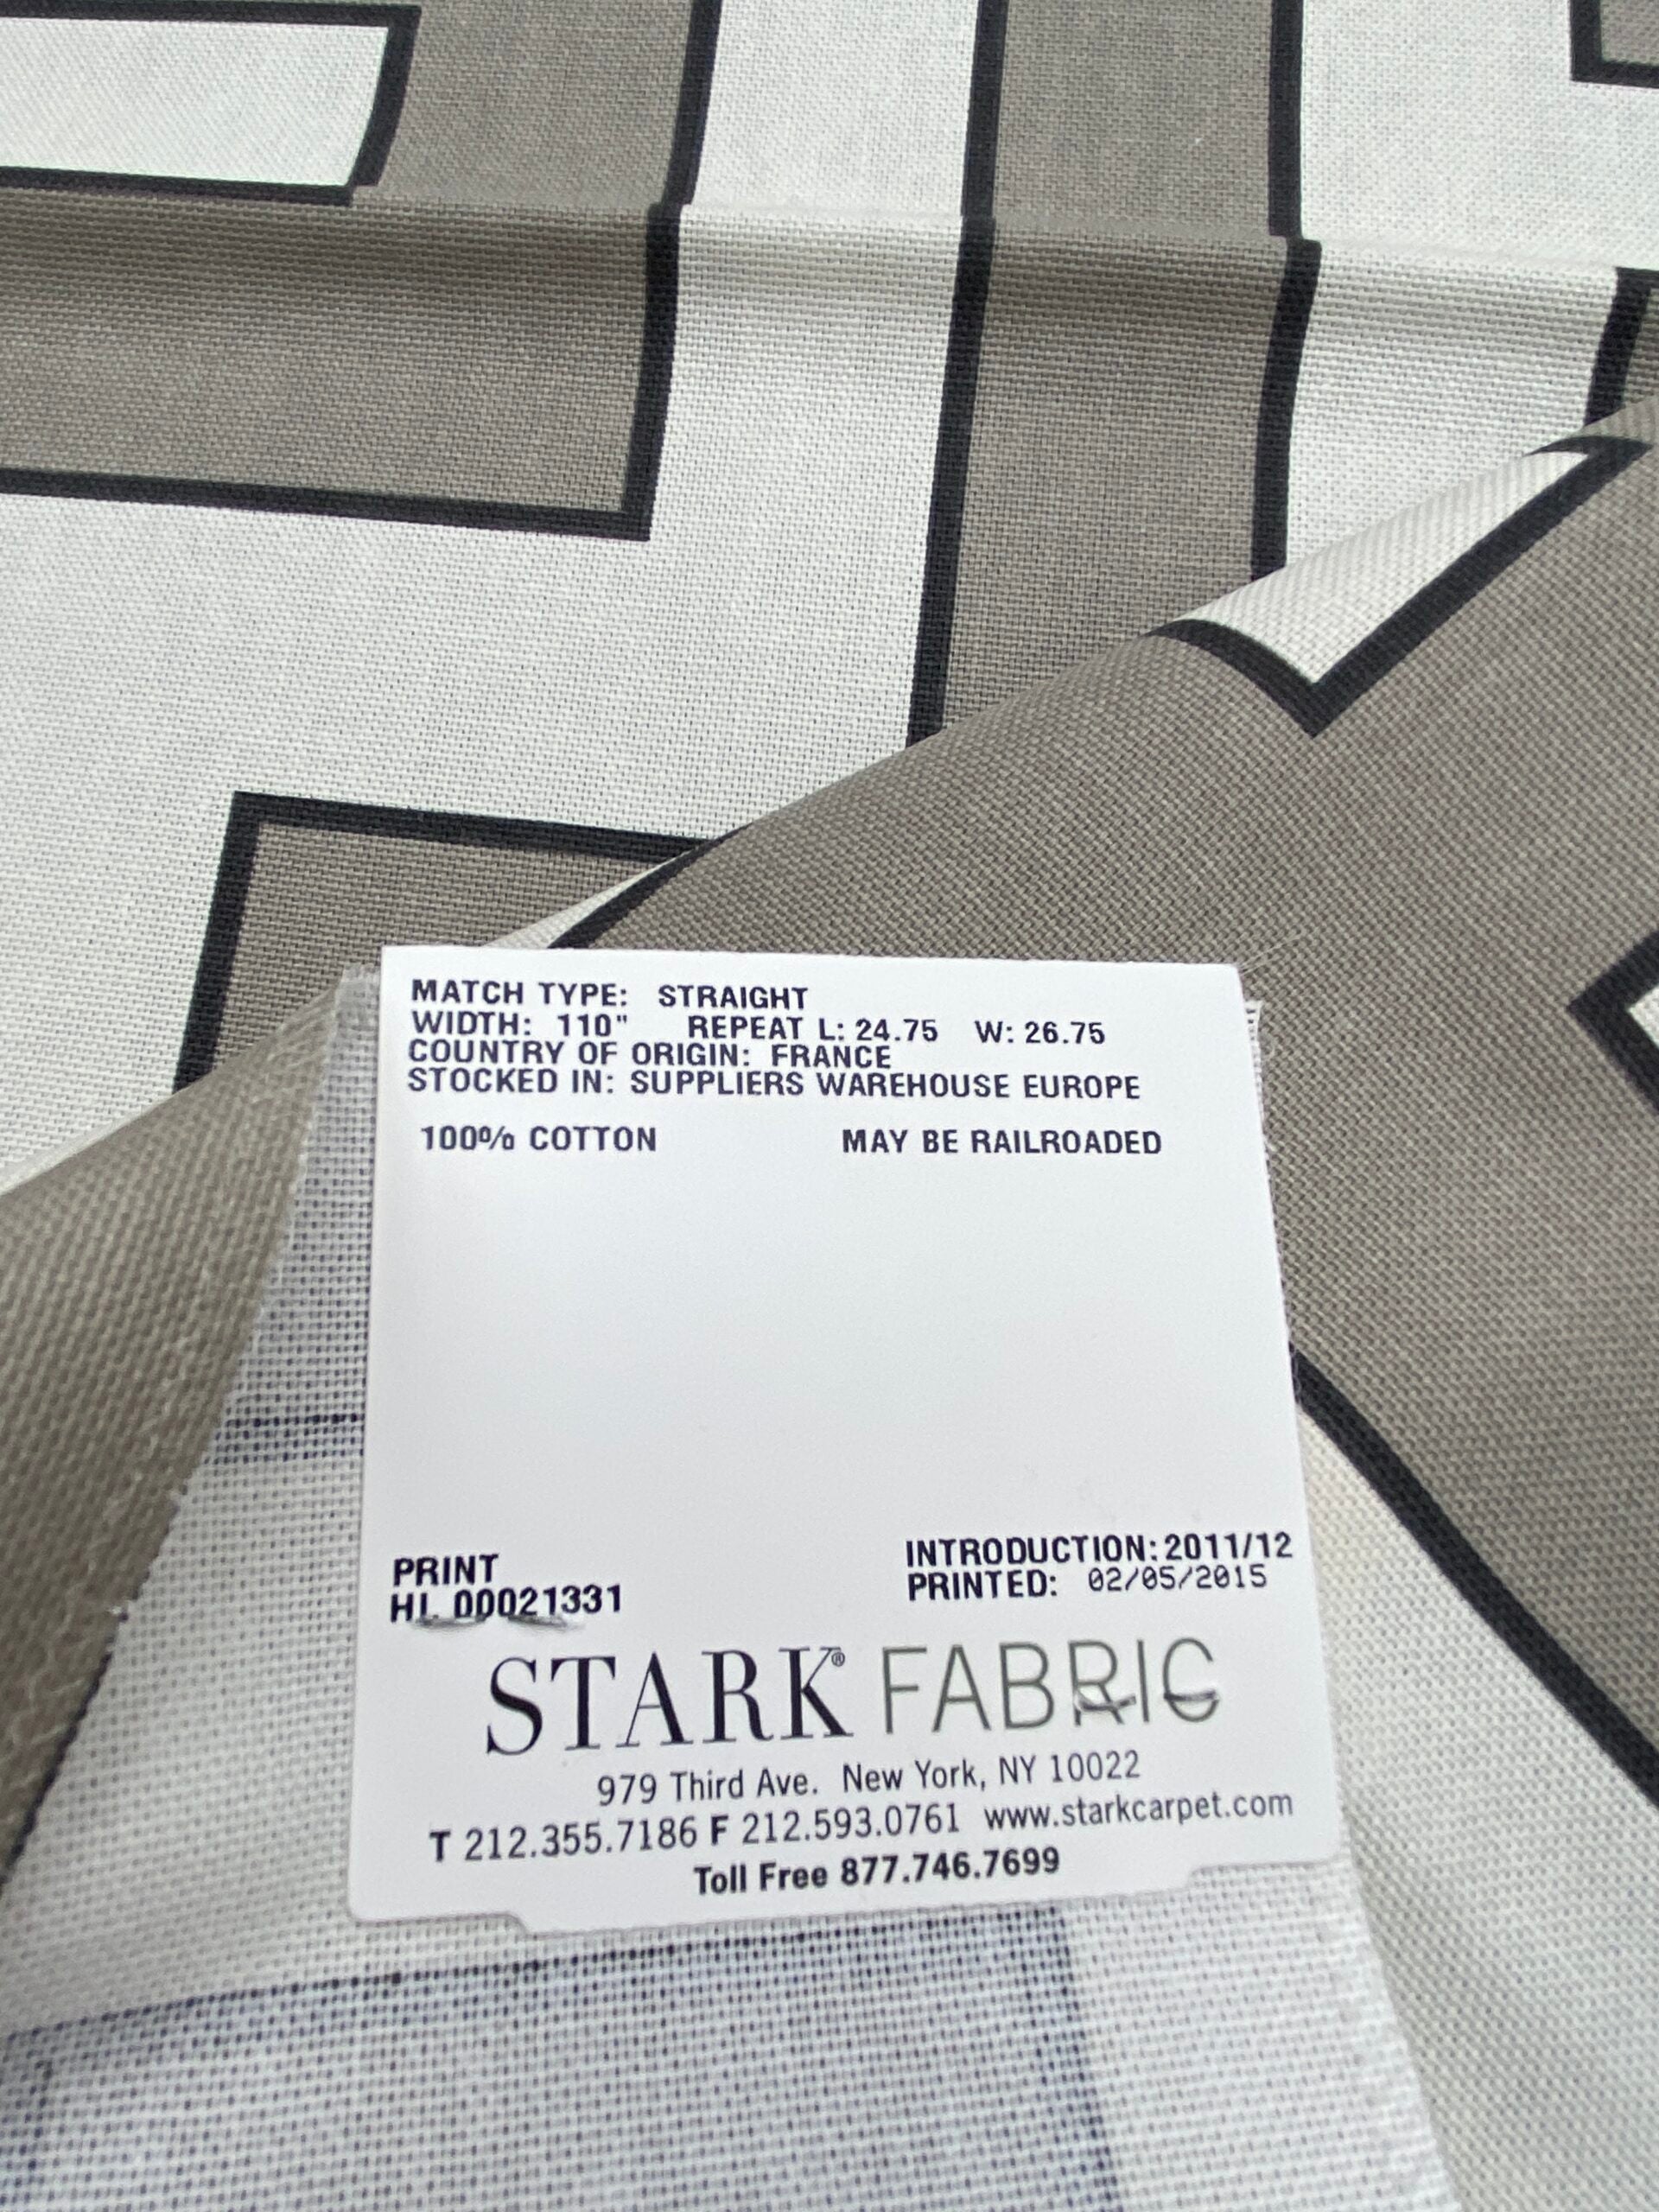 MATCH TYPE: STRAIGHT
WIDTH: 110" REPEAT L: 24.75 W: 26.75
COUNTRY OF ORIGIN: FRANCE
STOCKED IN: SUPPLIERS WAREHOUSE EUROPE
100% COTTON MAY BE RAILROADED
PRINT INTRODUCTION: 2011/12
HL 00021331 PRINTED: 02/05/2015
STARK® FABRIC
979 Third Ave. New York, NY 10022
T 212.355.7186 F 212.593.0761 www.starkcarpet.com
Toll Free 877.746.7699